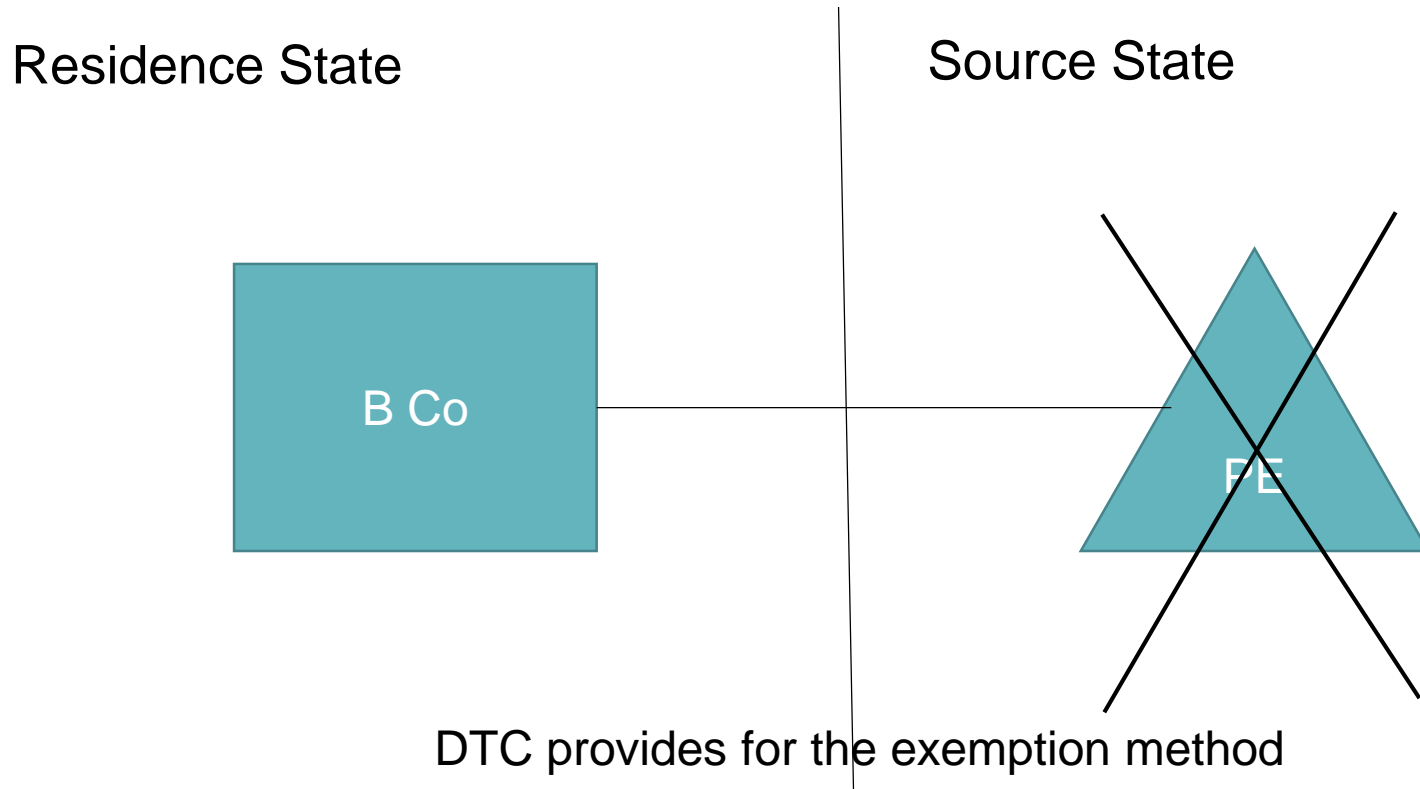 Residence State
Source State
B Co
PE
DTC provides for the exemption method